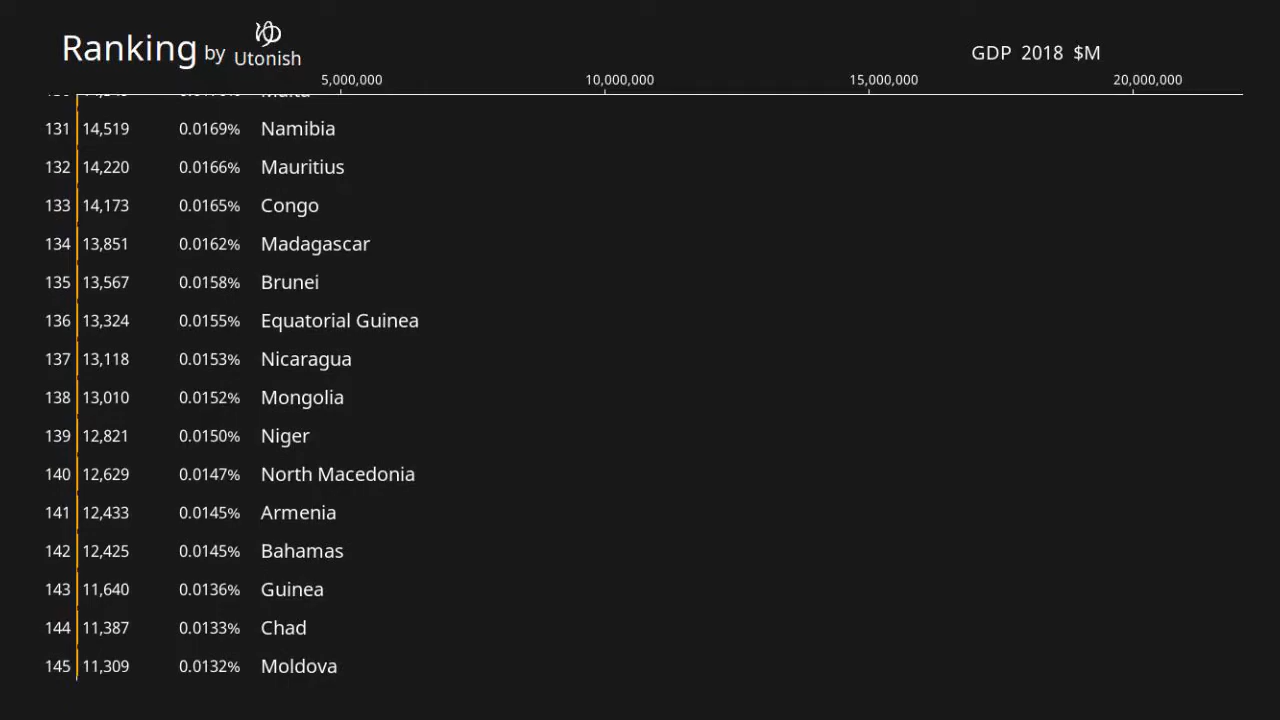 Ranking by ゆ Utonish
GDP 2018 $M
5,000,000 10,000,000 15,000,000 20,000,000
131 14,519 0.0169% Namibia
132 14,220 0.0166% Mauritius
133 14,173 0.0165% Congo
134 13,851 0.0162% Madagascar
135 13,567 0.0158% Brunei
136 13,324 0.0155% Equatorial Guinea
137 13,118 0.0153% Nicaragua
138 13,010 0.0152% Mongolia
139 12,821 0.0150% Niger
140 12,629 0.0147% North Macedonia
141 12,433 0.0145% Armenia
142 12,425 0.0145% Bahamas
143 11,640 0.0136% Guinea
144 11,387 0.0133% Chad
145 11,309 0.0132% Moldova